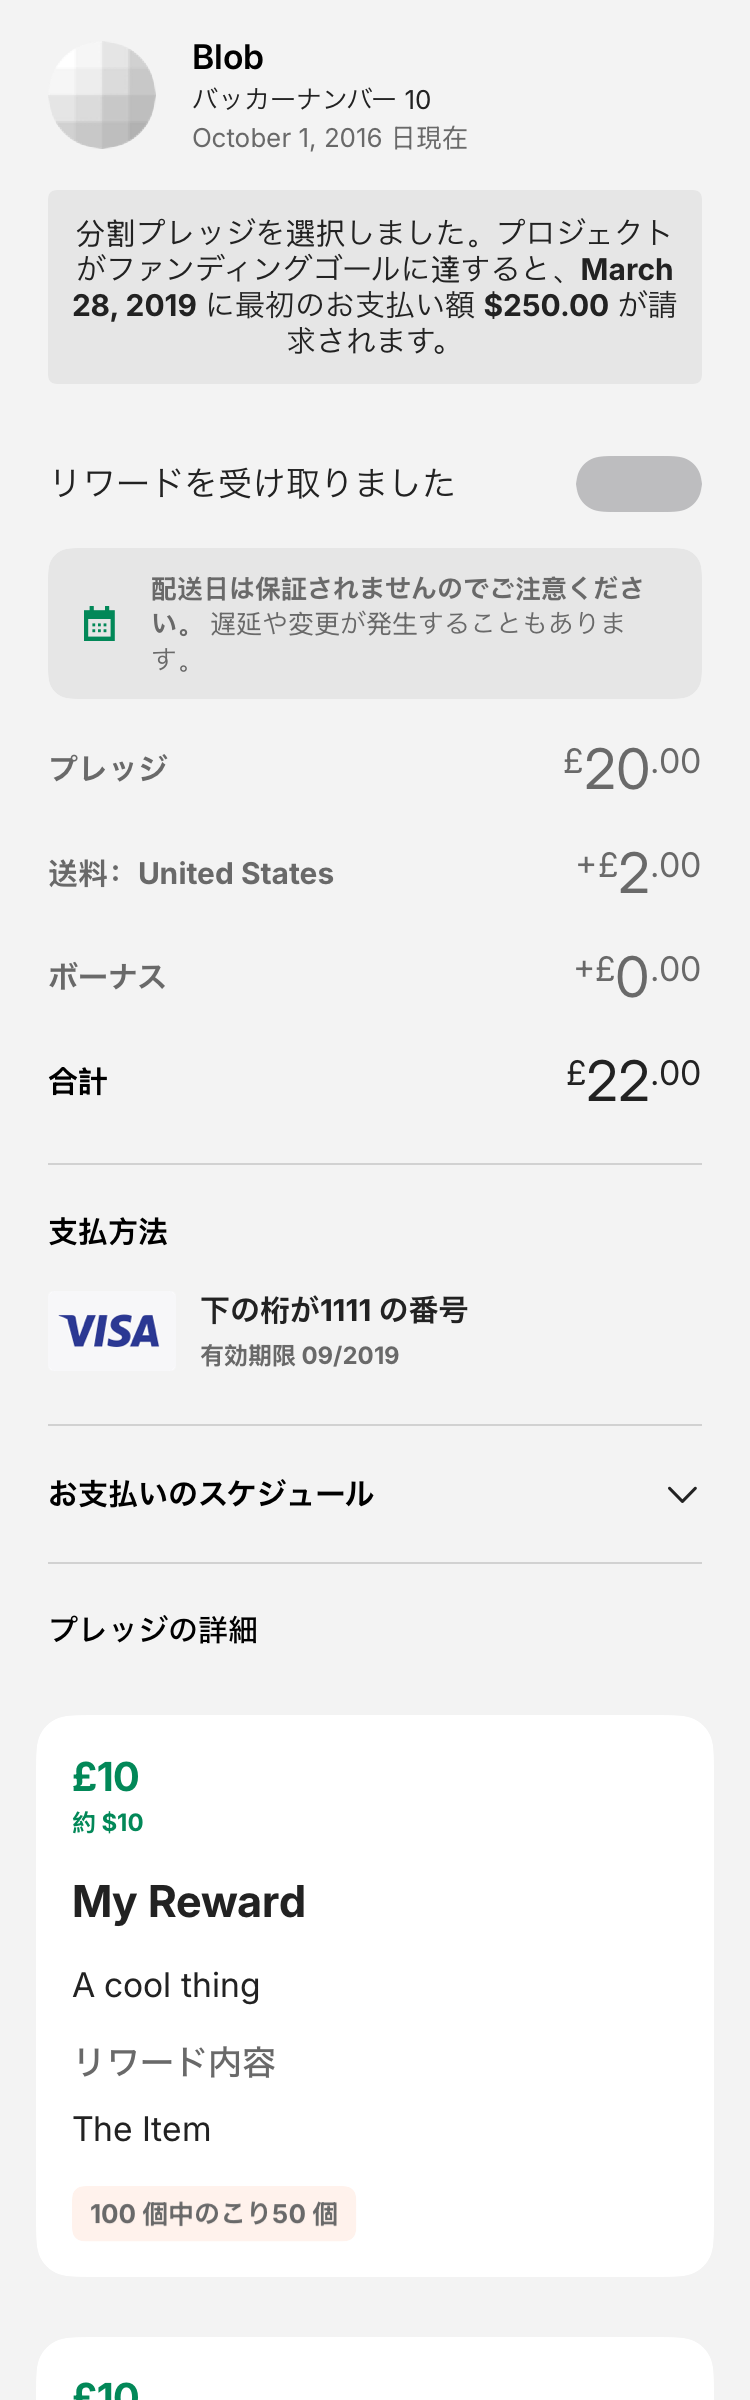 Blob
バッカーナンバー 10
October 1, 2016 日現在
分割プレッジを選択しました。プロジェクト
がファンディングゴールに達すると、March
28, 2019 に最初のお支払い額 $250.00 が請
求されます。
リワードを受け取りました
配送日は保証されませんのでご注意くださ
い。 遅延や変更が発生することもありま
す。
プレッジ £20.00
送料：United States +£2.00
ボーナス +£0.00
合計 £22.00
支払方法
VISA
下の桁が1111 の番号
有効期限 09/2019
お支払いのスケジュール
プレッジの詳細
£10
約 $10
My Reward
A cool thing
リワード内容
The Item
100 個中のこり50 個
£10